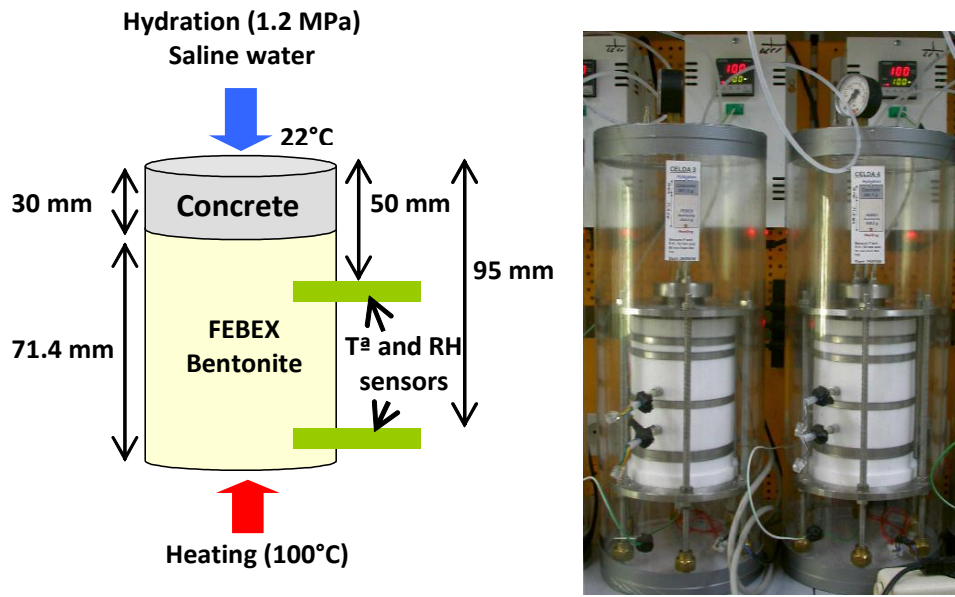 Hydration (1.2 MPa)
Saline water
22°C
30 mm
Concrete
50 mm
95 mm
71.4 mm
FEBEX
Bentonite
Tª and RH
sensors
Heating (100°C)
100
100
CELDA 3
CELDA 4